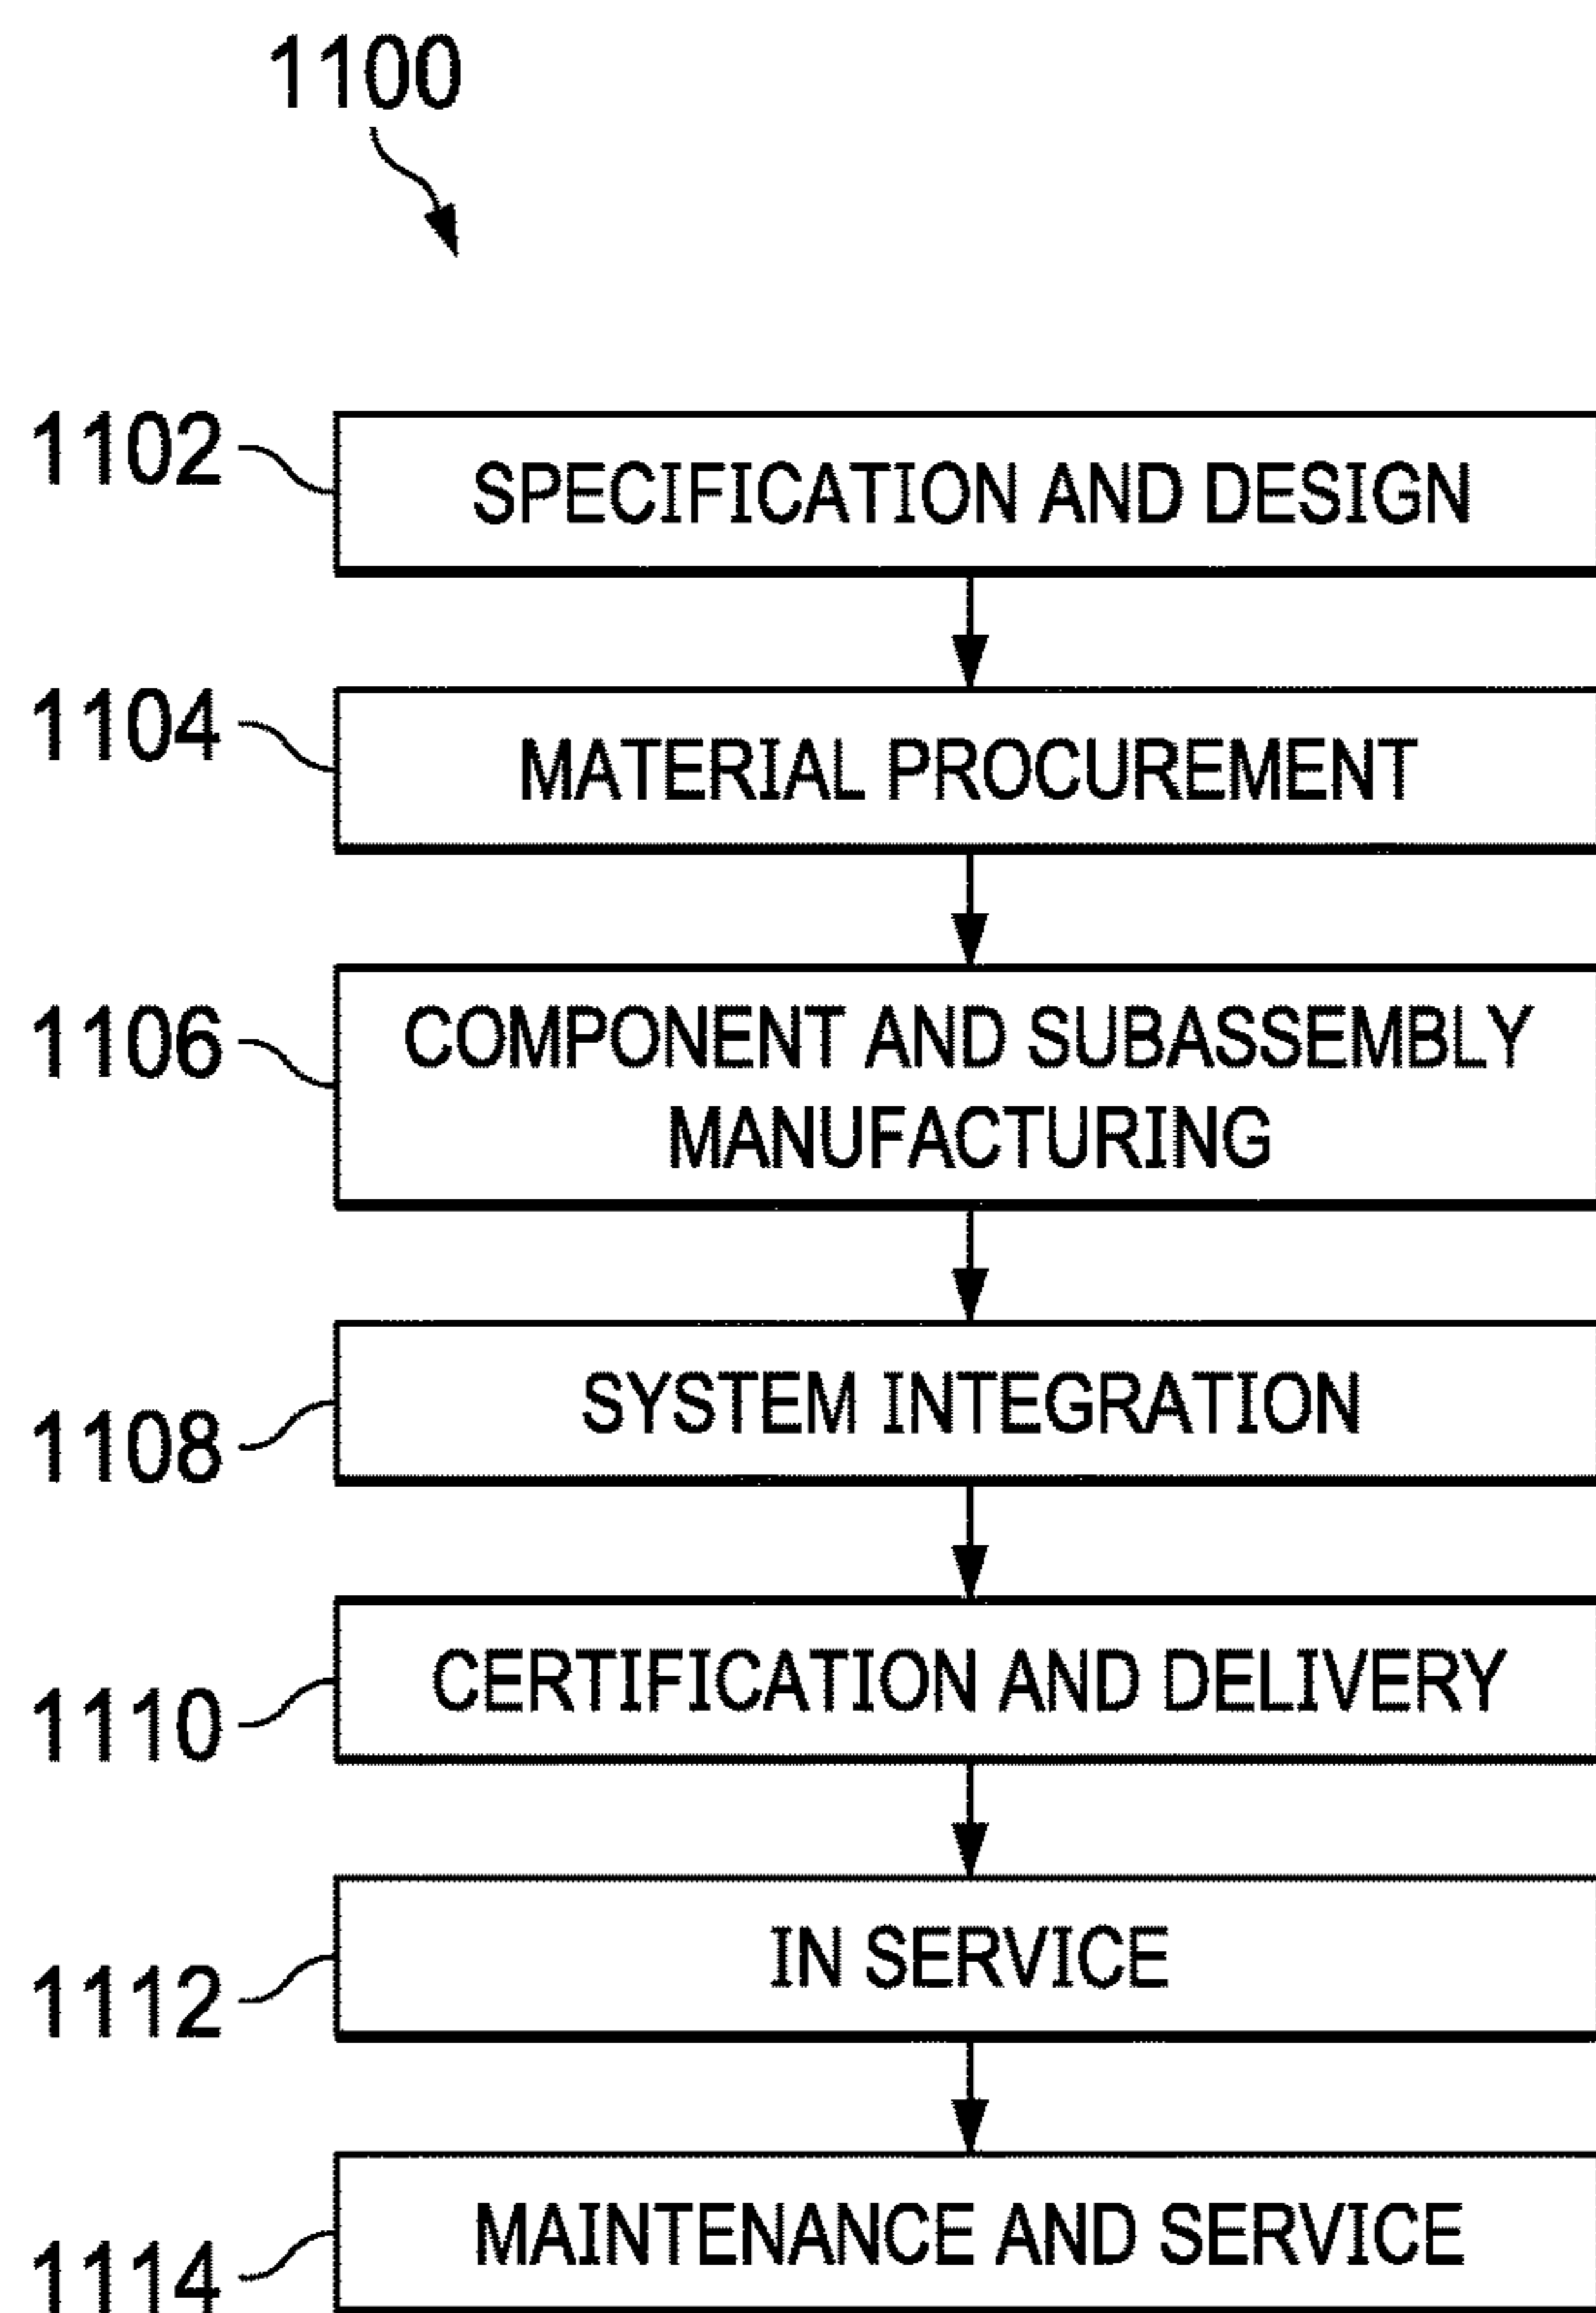 1100
1102
SPECIFICATION AND DESIGN
1104
MATERIAL PROCUREMENT
1106
COMPONENT AND SUBASSEMBLY
MANUFACTURING
1108
SYSTEM INTEGRATION
1110
CERTIFICATION AND DELIVERY
1112
IN SERVICE
1114
MAINTENANCE AND SERVICE